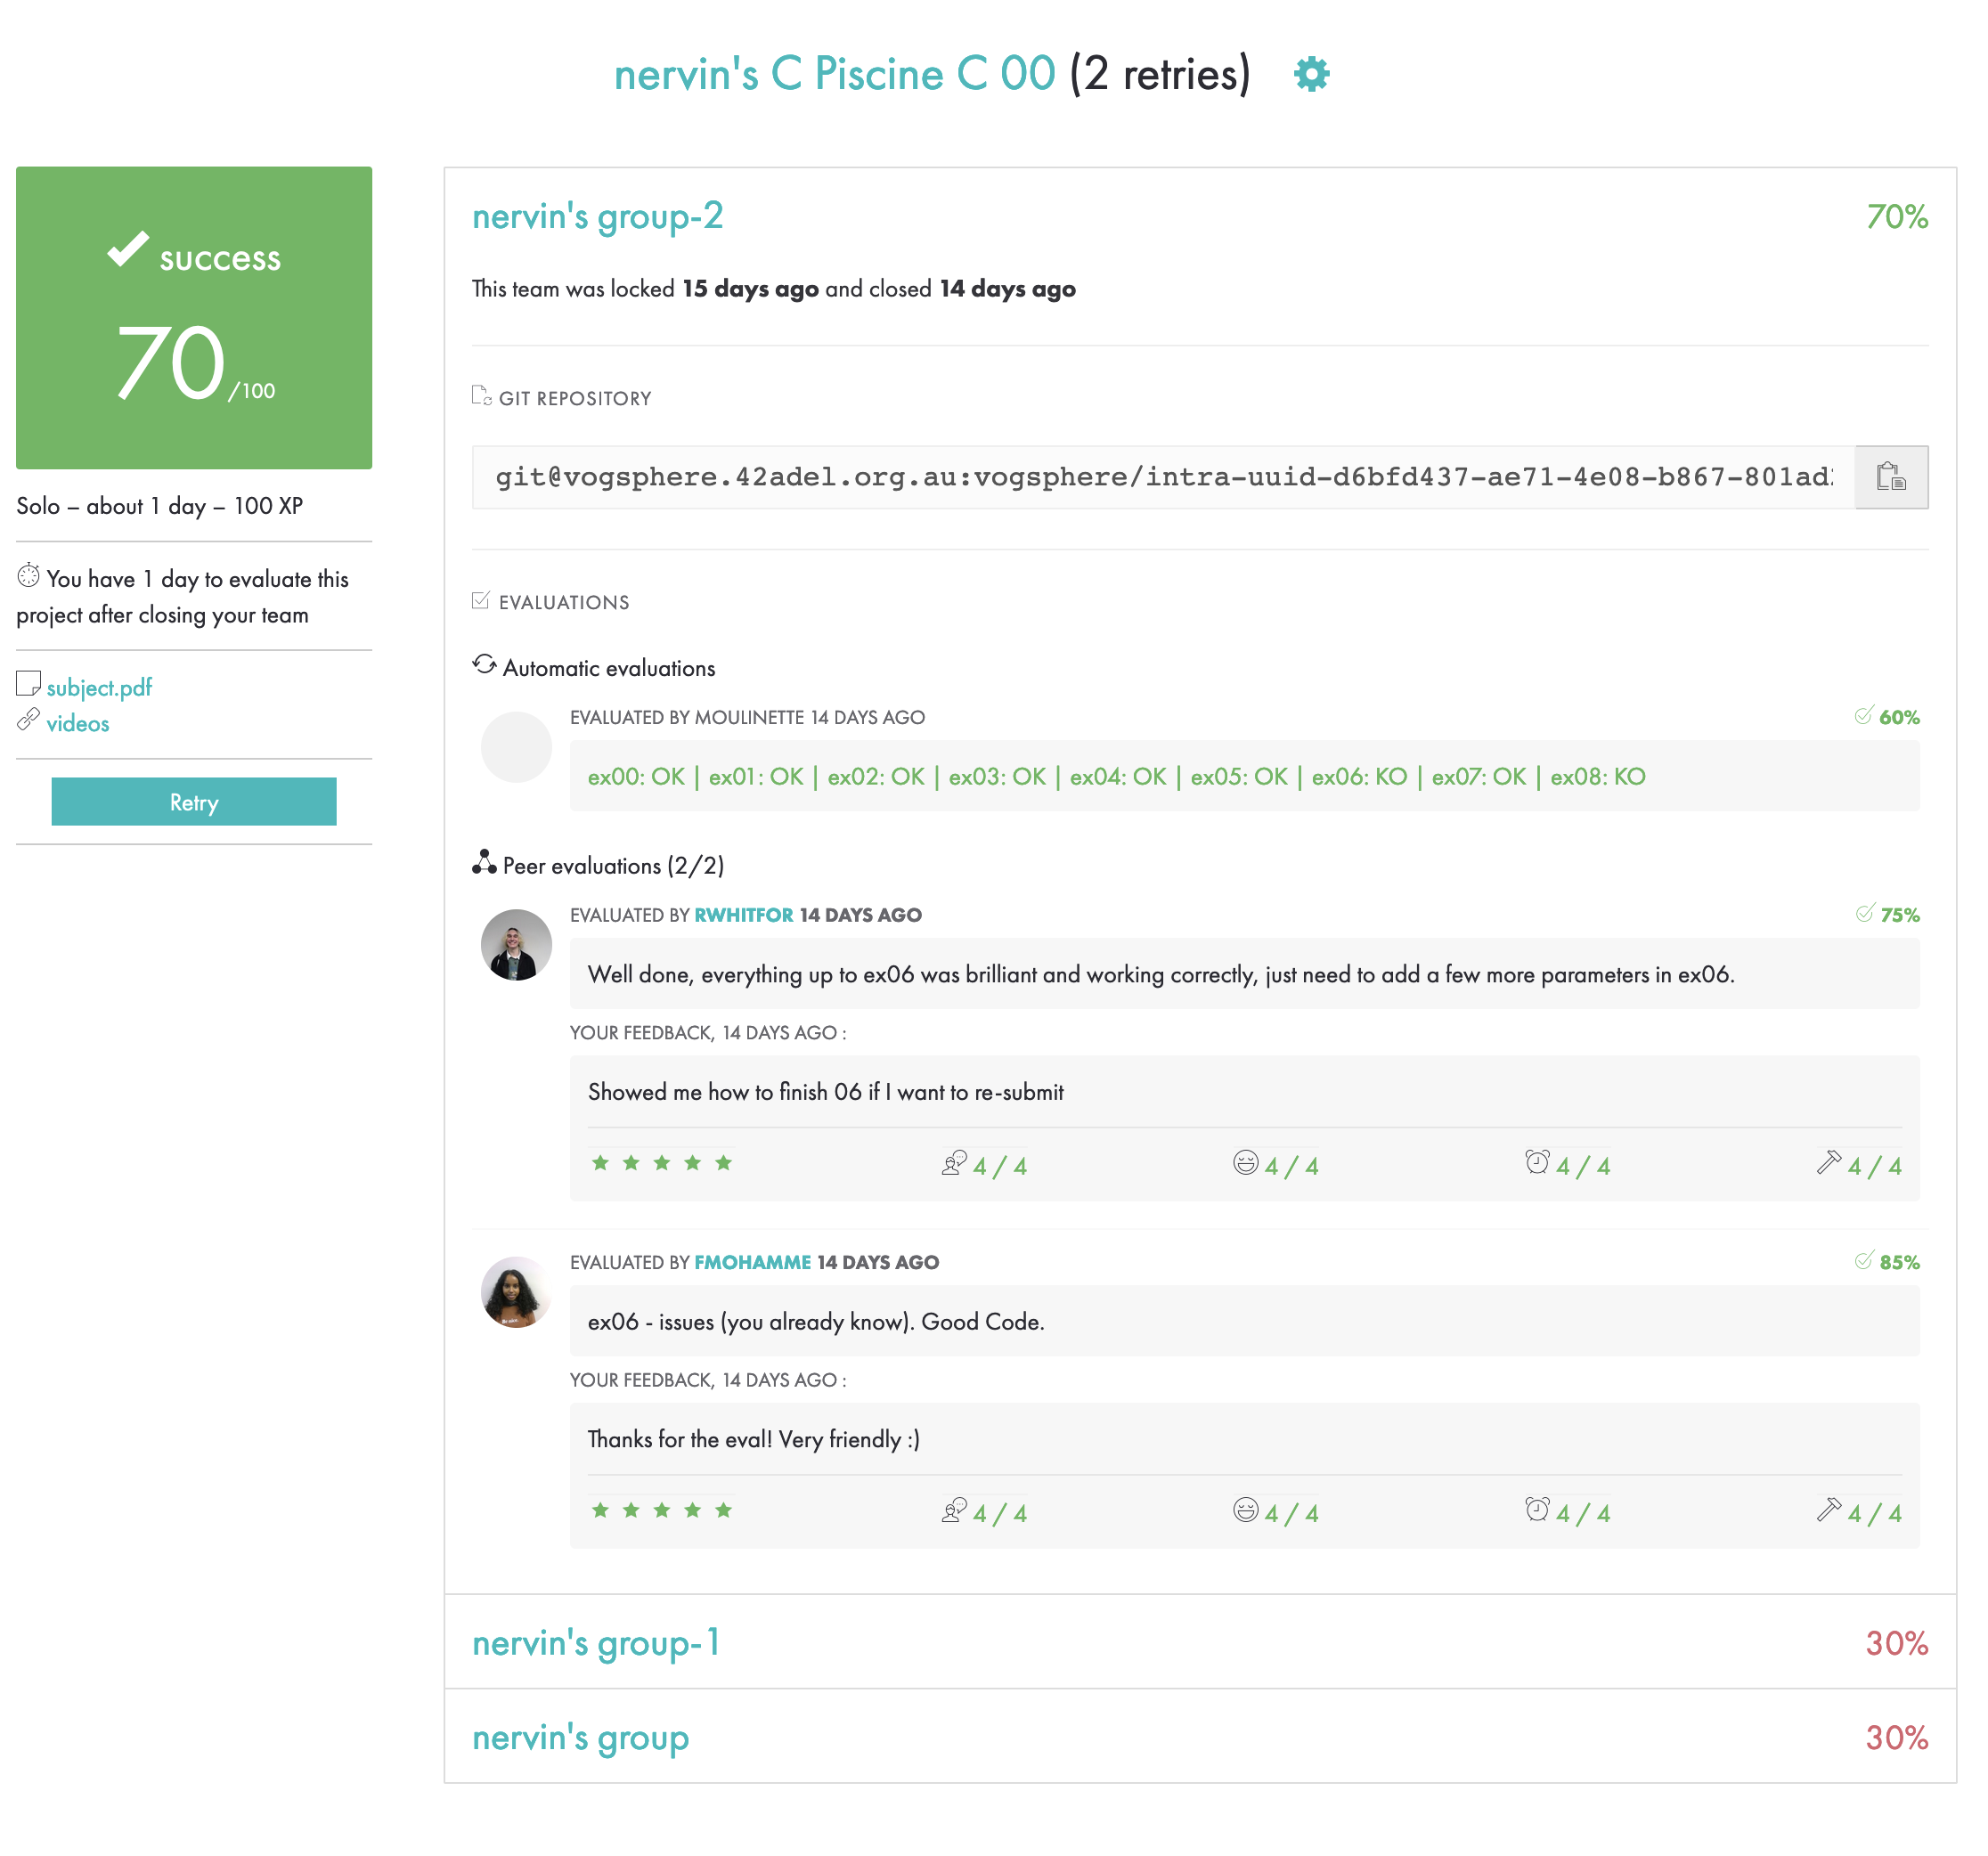 nervin's C Piscine C 00 (2 retries)
success
70/100
Solo – about 1 day – 100 XP
You have 1 day to evaluate this
project after closing your team
subject.pdf
videos
Retry
nervin's group-2 70%
This team was locked 15 days ago and closed 14 days ago
GIT REPOSITORY
git@vogsphere.42adel.org.au:vogsphere/intra-uuid-d6bfd437-ae71-4e08-b867-801ad
EVALUATIONS
Automatic evaluations
EVALUATED BY MOULINETTE 14 DAYS AGO 60%
ex00: OK | ex01: OK | ex02: OK | ex03: OK | ex04: OK | ex05: OK | ex06: KO | ex07: OK | ex08: KO
Peer evaluations (2/2)
EVALUATED BY RWHITFOR 14 DAYS AGO 75%
Well done, everything up to ex06 was brilliant and working correctly, just need to add a few more parameters in ex06.
YOUR FEEDBACK, 14 DAYS AGO :
Showed me how to finish 06 if I want to re-submit
4 / 4 4 / 4 4 / 4 4 / 4
EVALUATED BY FMOHAMME 14 DAYS AGO 85%
ex06 - issues (you already know). Good Code.
YOUR FEEDBACK, 14 DAYS AGO :
Thanks for the eval! Very friendly :)
4 / 4 4 / 4 4 / 4 4 / 4
nervin's group-1 30%
nervin's group 30%